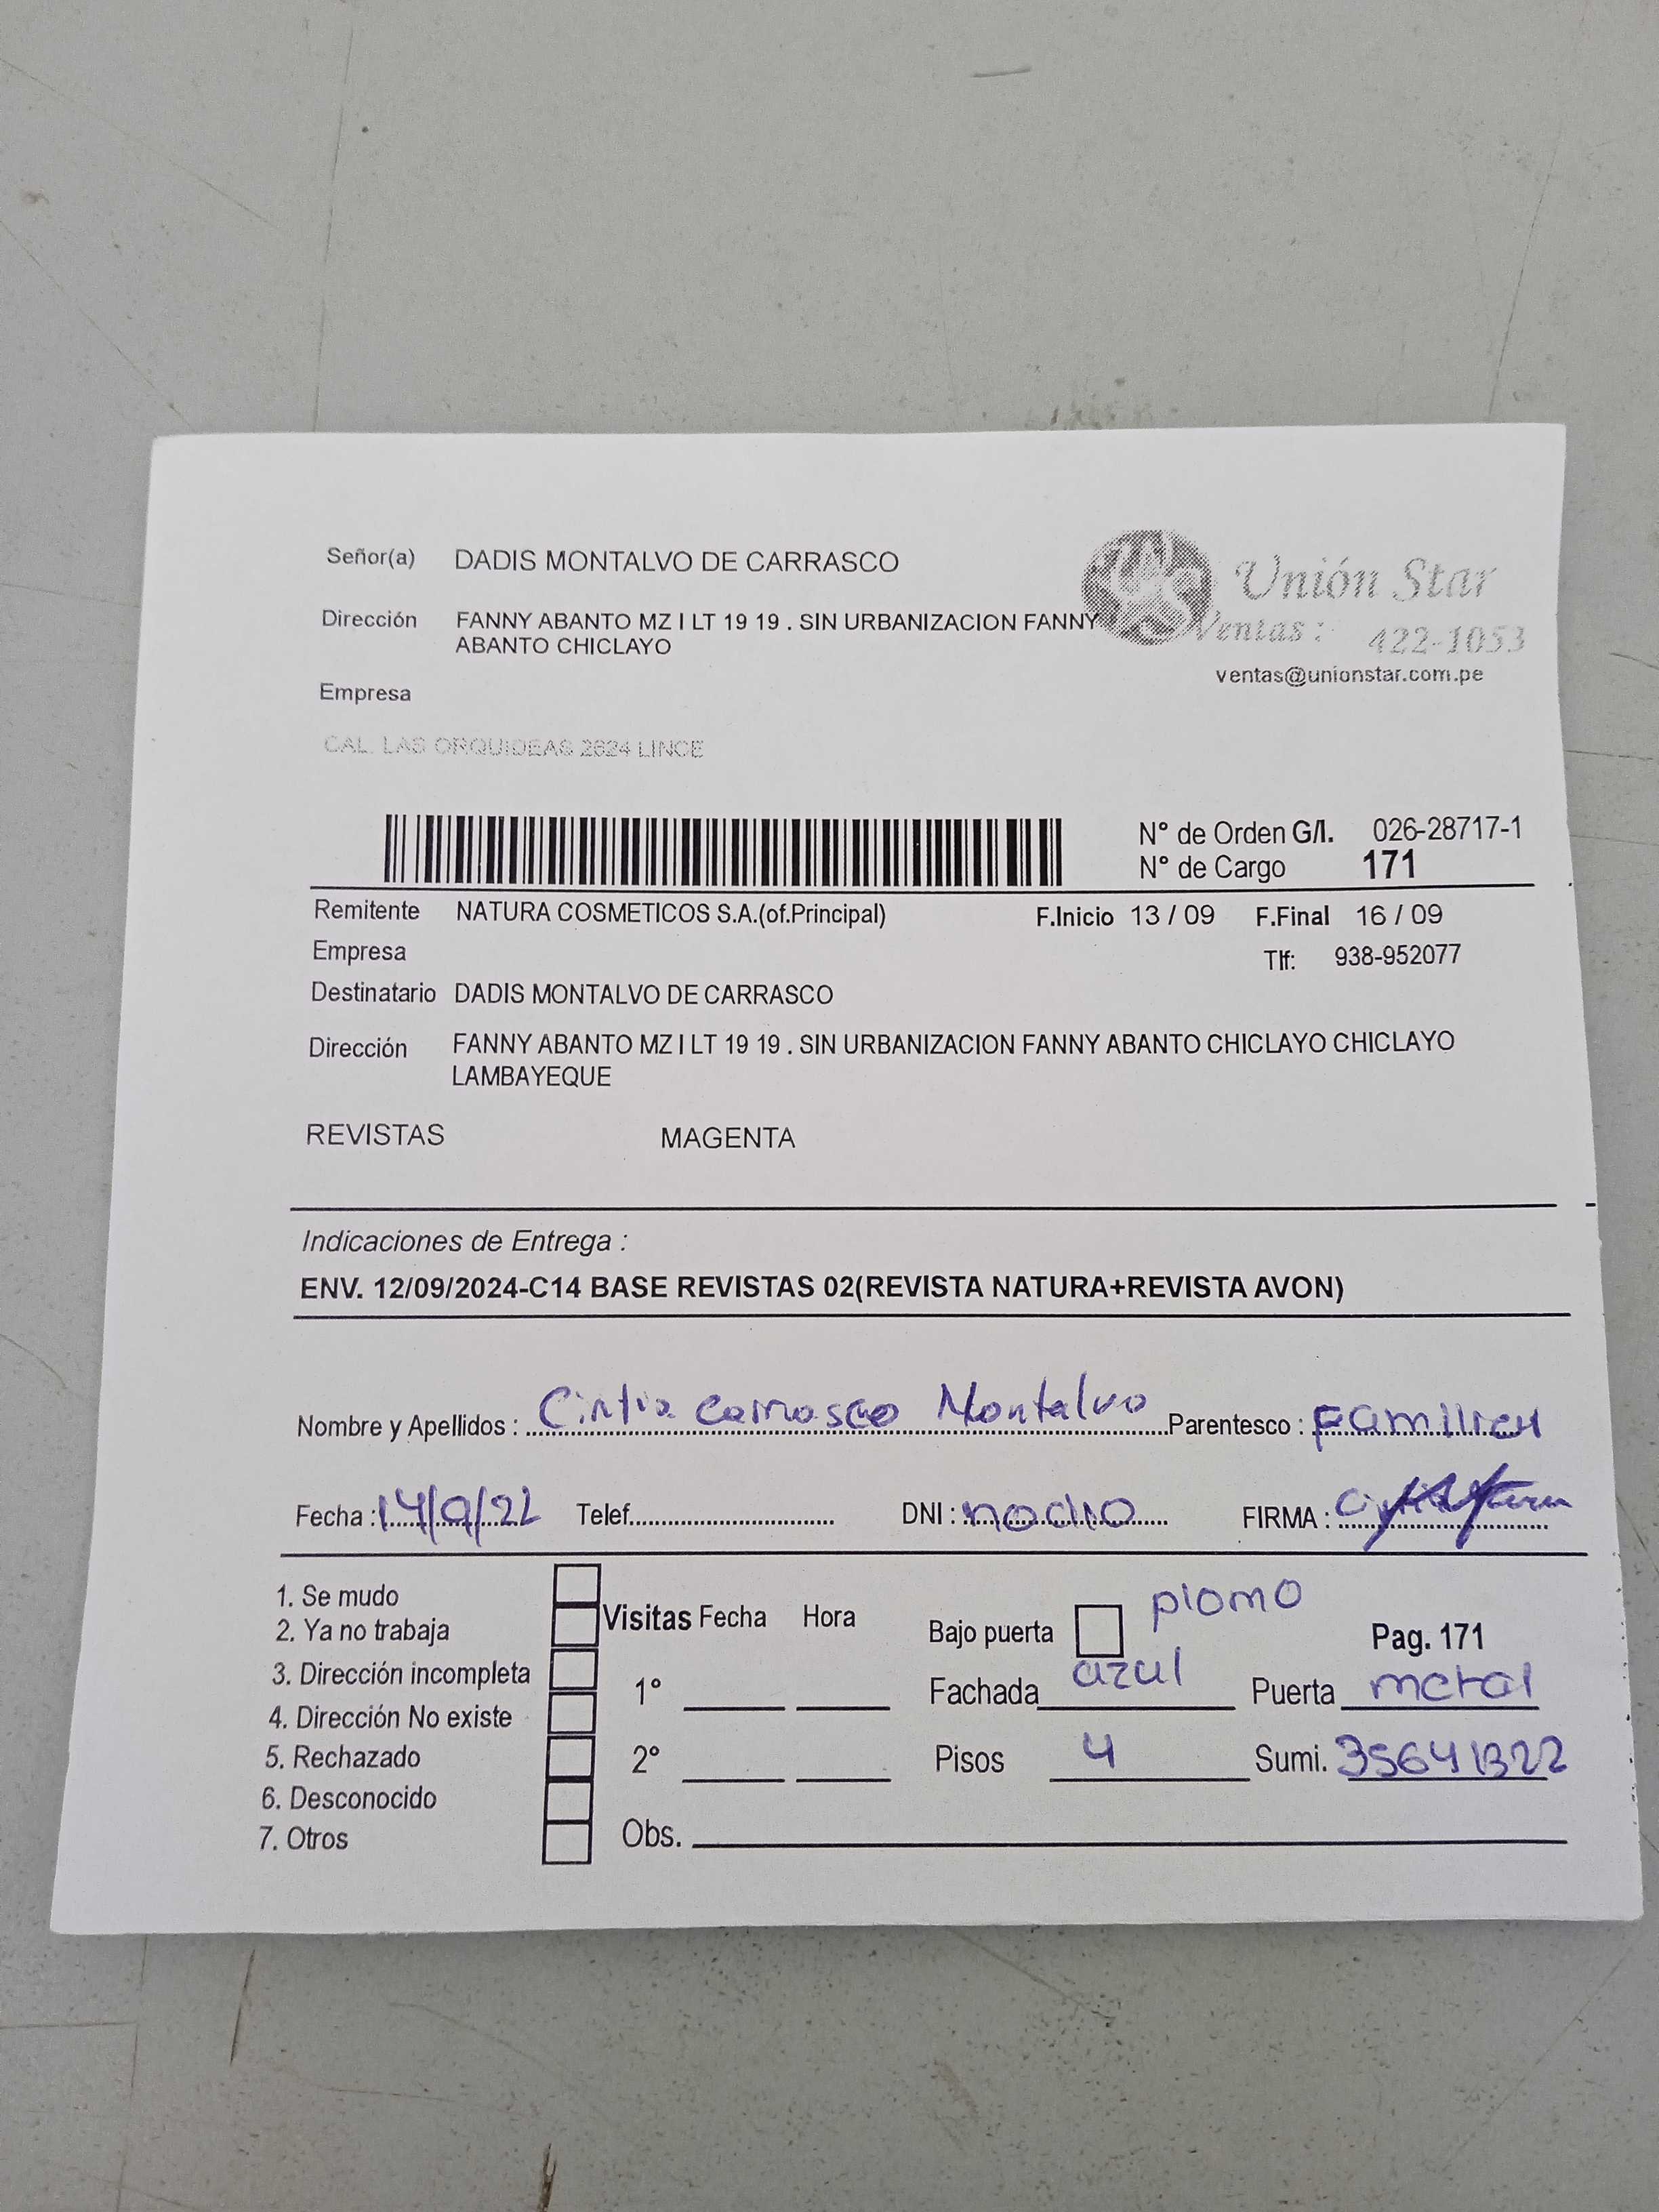 Señor(a) DADIS MONTALVO DE CARRASCO
Unión Star
Dirección FANNY ABANTO MZ I LT 19 19 . SIN URBANIZACION FANNY
ABANTO CHICLAYO
Ventas : 422-1053
ventas@unionstar.com.pe
Empresa
CAL. LAS ORQUIDEAS 2624 LINCE
N° de Orden G/I. 026-28717-1
N° de Cargo 171
Remitente NATURA COSMETICOS S.A.(of.Principal) F.Inicio 13 / 09 F.Final 16 / 09
Empresa Tlf: 938-952077
Destinatario DADIS MONTALVO DE CARRASCO
Dirección FANNY ABANTO MZ I LT 19 19 . SIN URBANIZACION FANNY ABANTO CHICLAYO CHICLAYO
LAMBAYEQUE
REVISTAS MAGENTA
Indicaciones de Entrega :
ENV. 12/09/2024-C14 BASE REVISTAS 02(REVISTA NATURA+REVISTA AVON)
Nombre y Apellidos : Cintia Carrasco Montalvo Parentesco : Familier
Fecha : 14/9/22 Telef. DNI : no dio FIRMA :
1. Se mudo
2. Ya no trabaja
3. Dirección incompleta
4. Dirección No existe
5. Rechazado
6. Desconocido
7. Otros
Visitas Fecha Hora
1°
2°
Bajo puerta plomo Pag. 171
Fachada azul Puerta metal
Pisos 4 Sumi. 35641322
Obs.